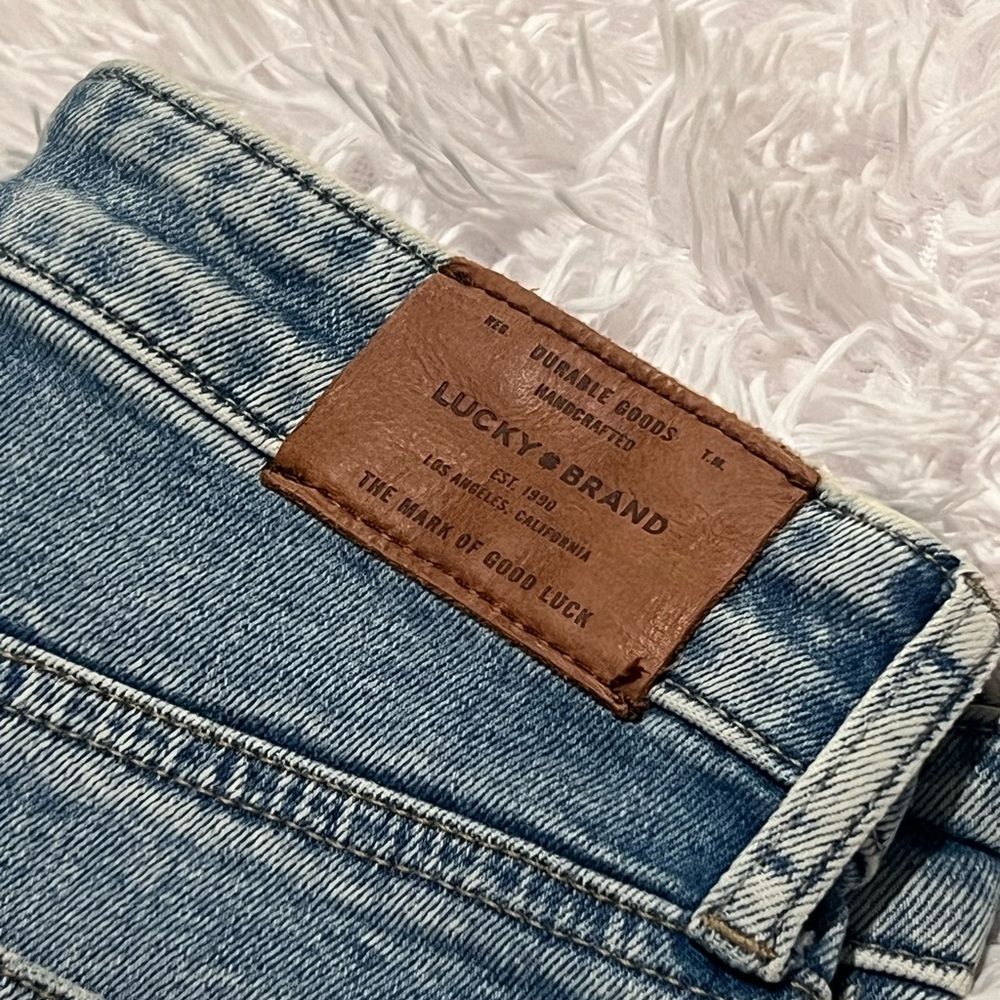 REG.
DURABLE GOODS
HANDCRAFTED
T.M.
LUCKY BRAND
EST. 1990
LOS ANGELES, CALIFORNIA
THE MARK OF GOOD LUCK